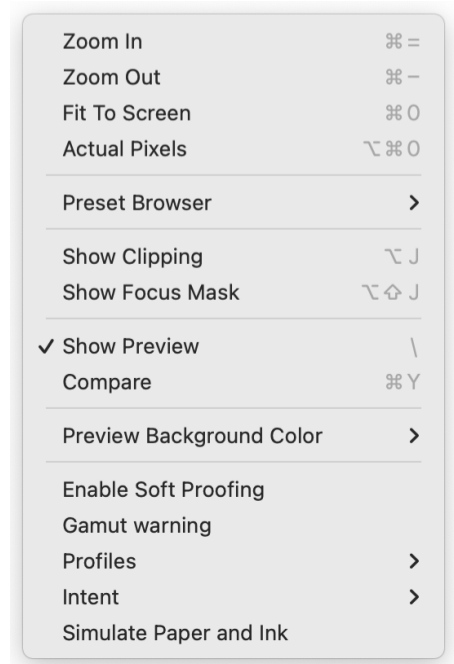 Zoom In ⌘ =
Zoom Out ⌘ −
Fit To Screen ⌘ 0
Actual Pixels ⌥ ⌘ 0
Preset Browser >
Show Clipping ⌥ J
Show Focus Mask ⌥ ⇧ J
✓ Show Preview \
Compare ⌘ Y
Preview Background Color >
Enable Soft Proofing
Gamut warning
Profiles >
Intent >
Simulate Paper and Ink